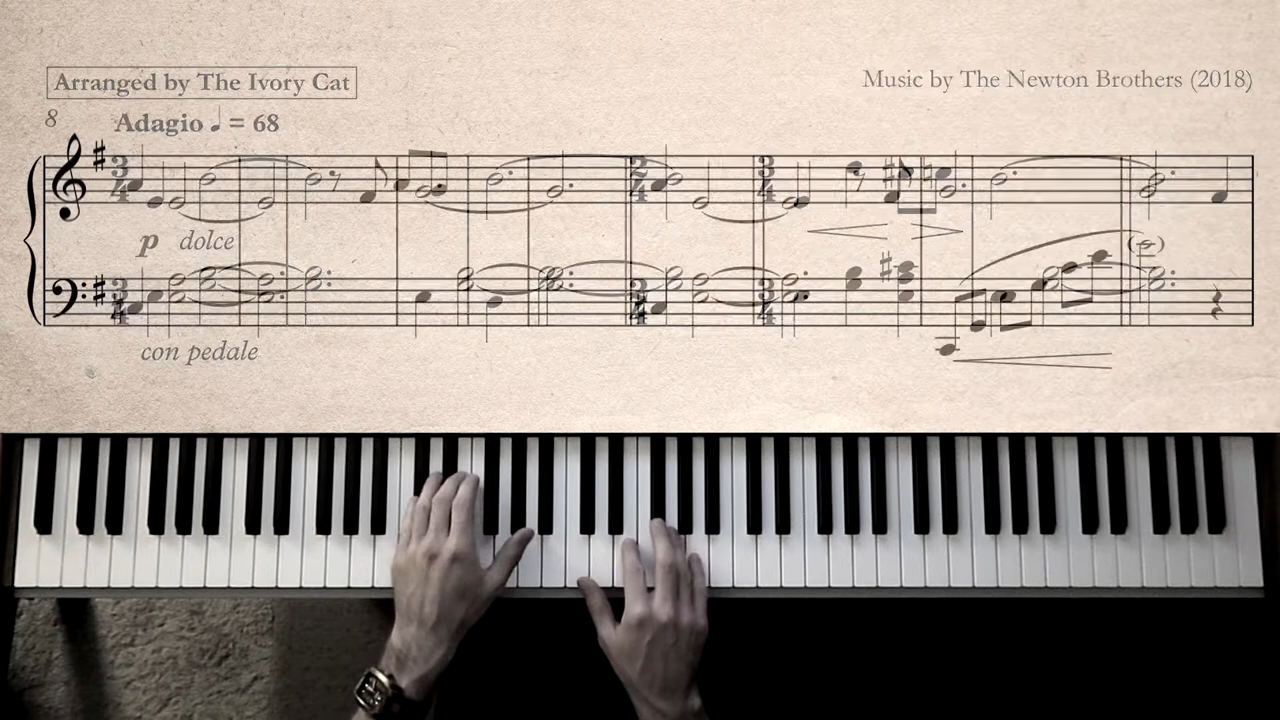 Arranged by The Ivory Cat
Music by The Newton Brothers (2018)
8
Adagio ♩ = 68
p dolce
con pedale